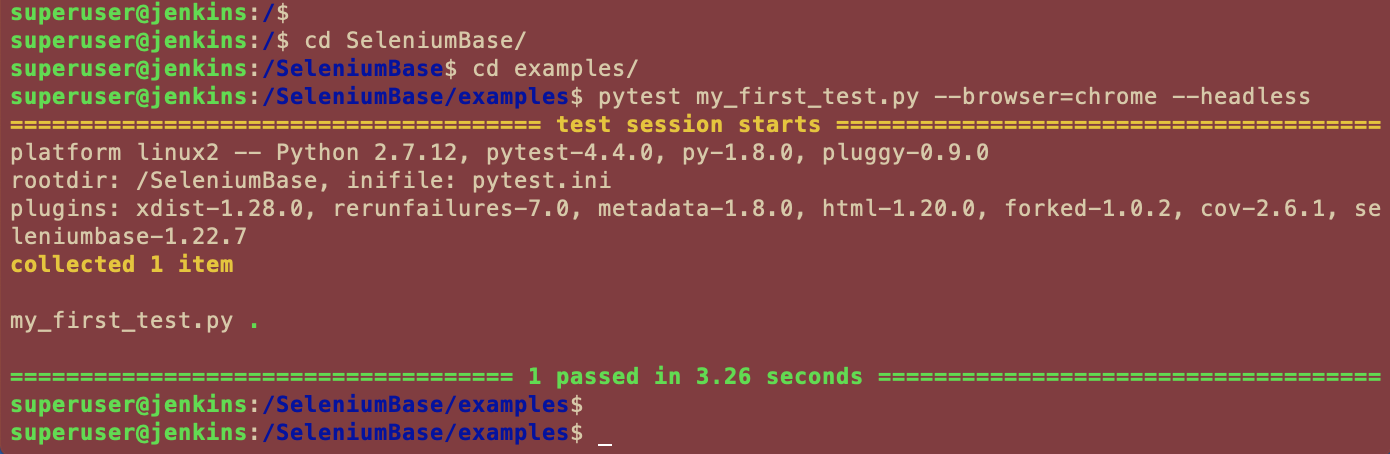 superuser@jenkins:/$
superuser@jenkins:/$ cd SeleniumBase/
superuser@jenkins:/SeleniumBase$ cd examples/
superuser@jenkins:/SeleniumBase/examples$ pytest my_first_test.py --browser=chrome --headless
====================================== test session starts =======================================
platform linux2 -- Python 2.7.12, pytest-4.4.0, py-1.8.0, pluggy-0.9.0
rootdir: /SeleniumBase, inifile: pytest.ini
plugins: xdist-1.28.0, rerunfailures-7.0, metadata-1.8.0, html-1.20.0, forked-1.0.2, cov-2.6.1, se
leniumbase-1.22.7
collected 1 item
my_first_test.py .
==================================== 1 passed in 3.26 seconds ====================================
superuser@jenkins:/SeleniumBase/examples$
superuser@jenkins:/SeleniumBase/examples$ _